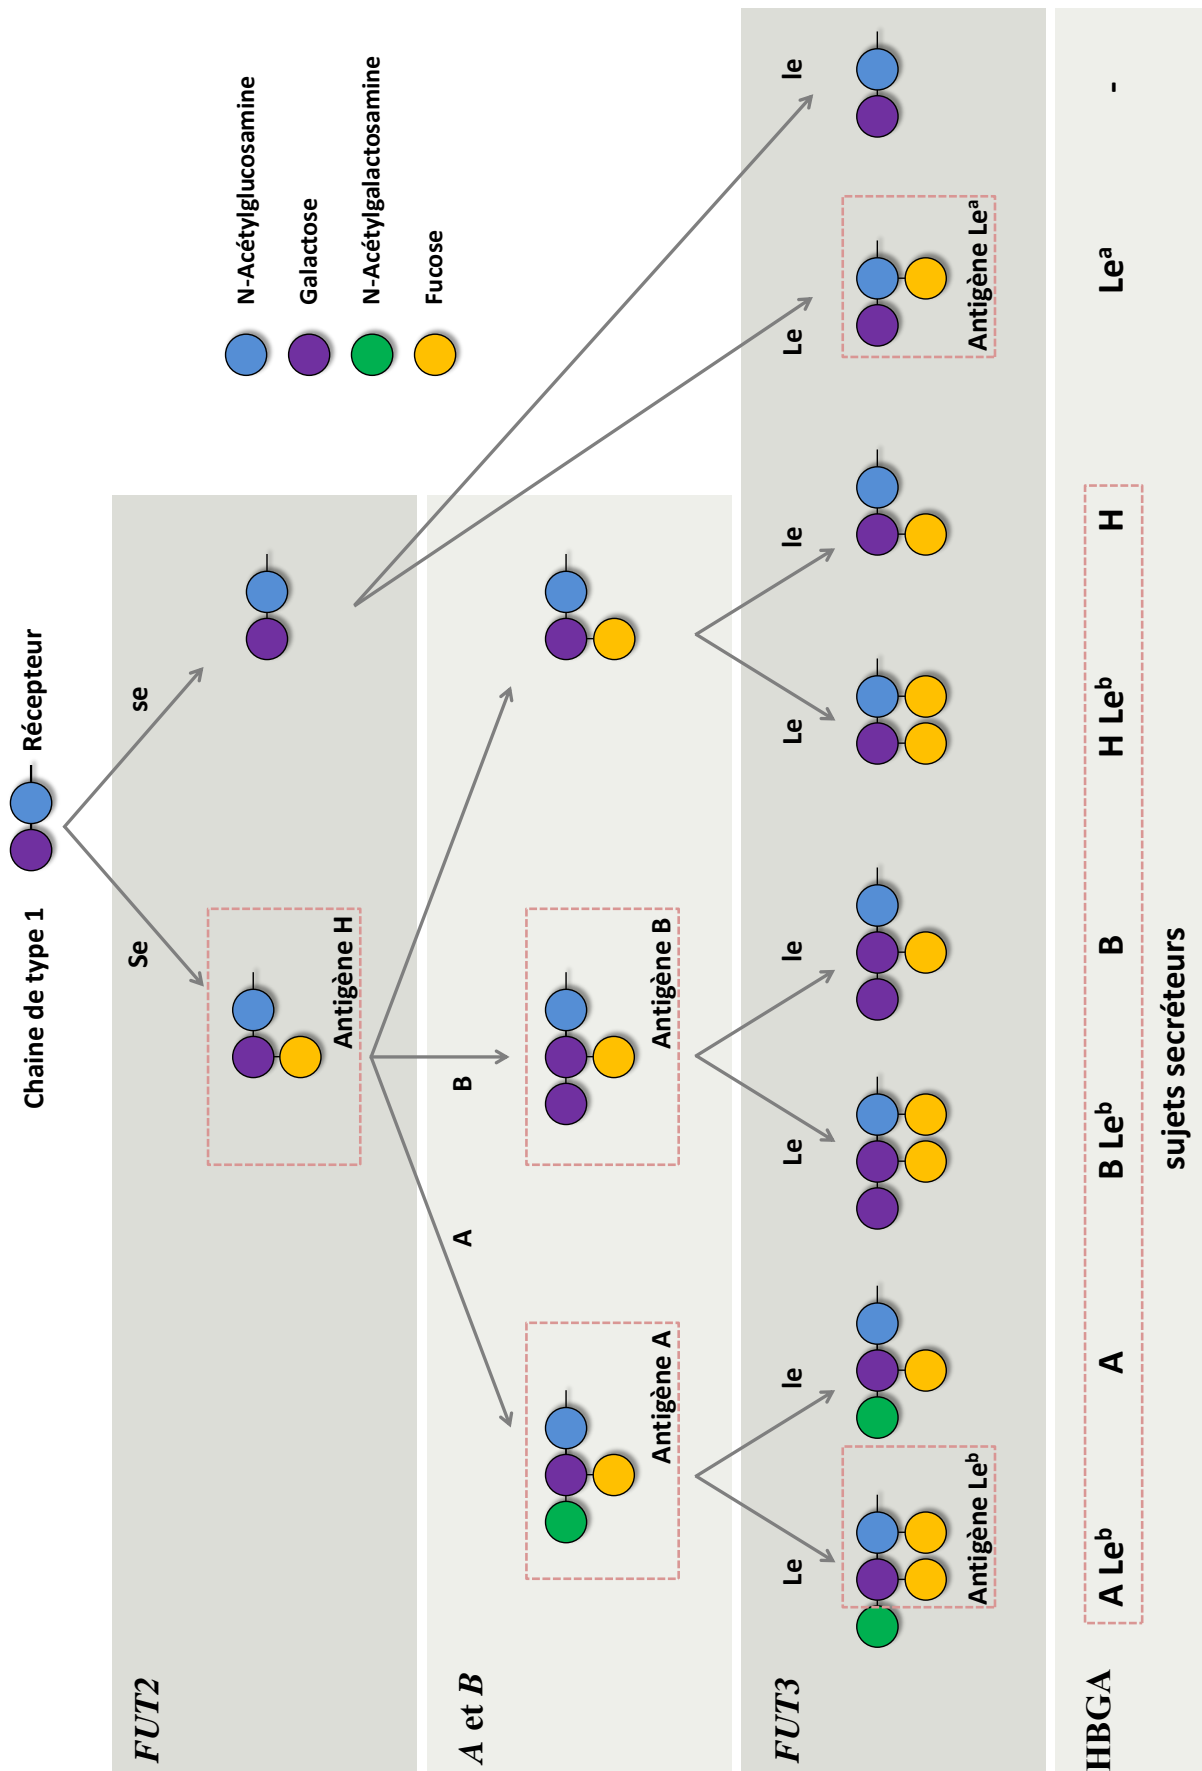 Chaine de type 1
Récepteur
Se
se
N-Acétylglucosamine
Galactose
N-Acétylgalactosamine
Fucose
FUT2
Antigène H
A
B
A et B
Antigène A
Antigène B
FUT3
Le
le
Le
le
Le
le
Le
le
Antigène Leᵇ
Antigène Leᵃ
HBGA
A Leᵇ
A
B Leᵇ
B
H Leᵇ
H
Leᵃ
-
sujets secréteurs